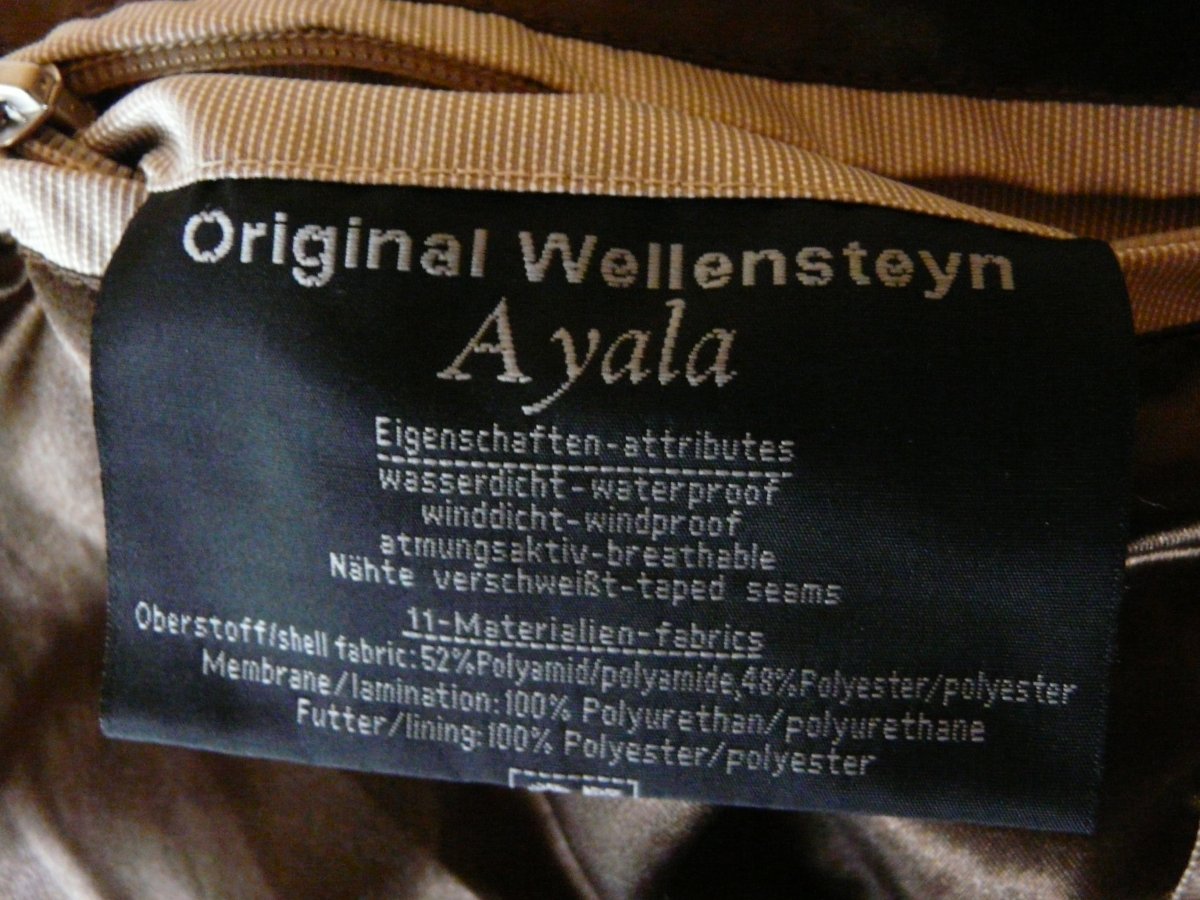 Original Wellensteyn
Ayala
Eigenschaften-attributes
wasserdicht-waterproof
winddicht-windproof
atmungsaktiv-breathable
Nähte verschweißt-taped seams
11-Materialien-fabrics
Oberstoff/shell fabric:52%Polyamid/polyamide,48%Polyester/polyester
Membrane/lamination:100% Polyurethan/polyurethane
Futter/lining:100% Polyester/polyester